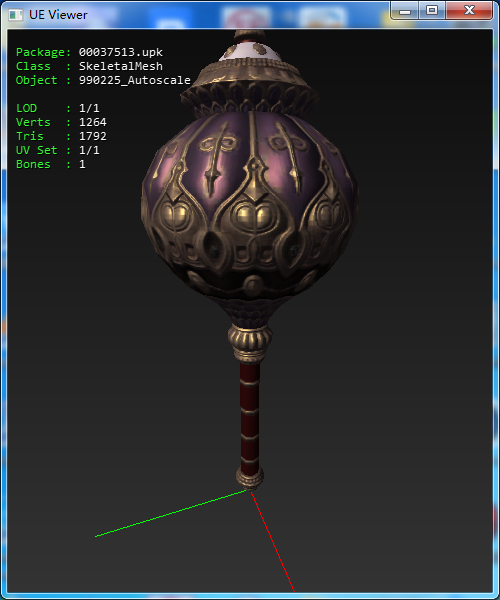 UE Viewer
Package: 00037513.upk
Class : SkeletalMesh
Object : 990225_Autoscale
LOD : 1/1
Verts : 1264
Tris : 1792
UV Set : 1/1
Bones : 1